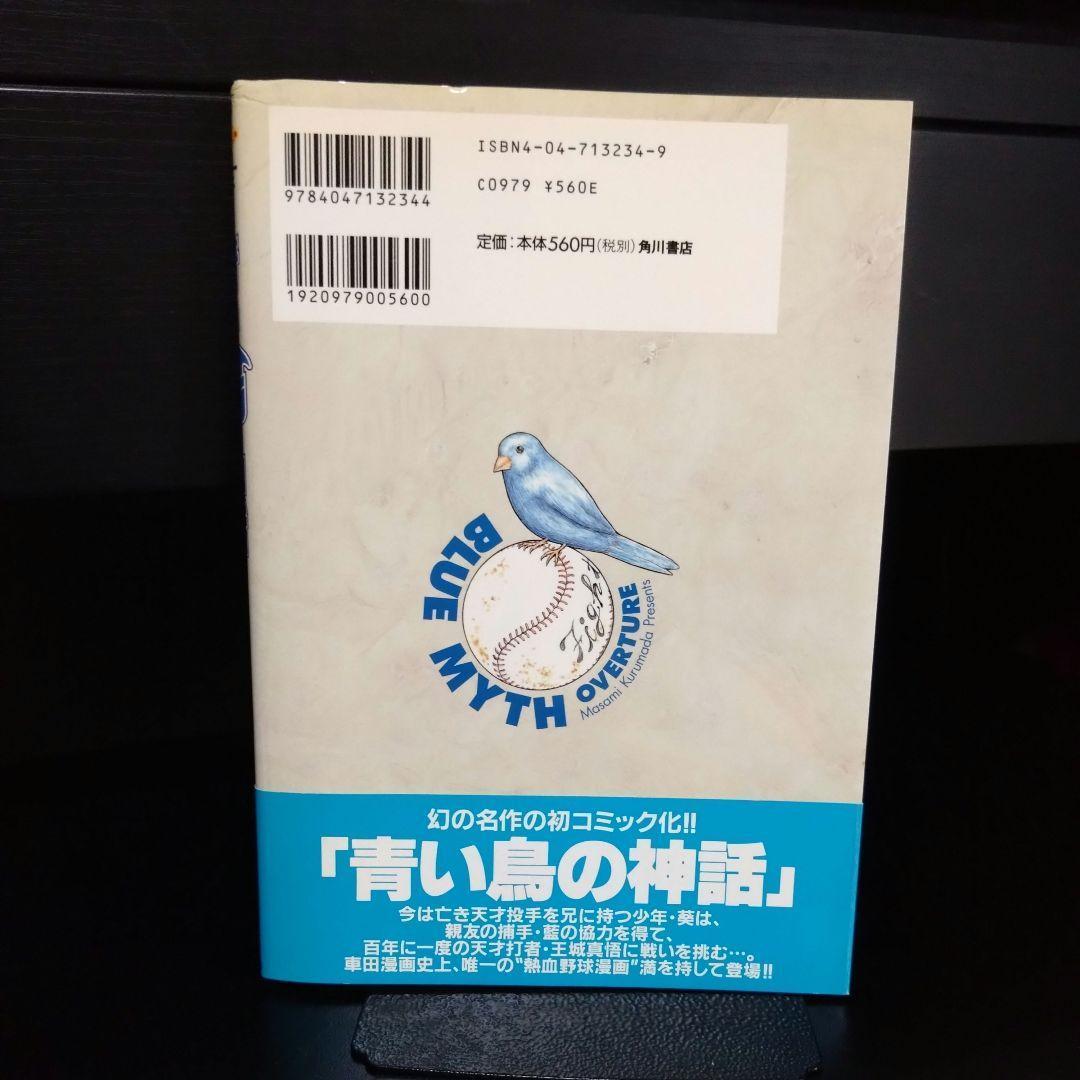 ISBN4-04-713234-9
9784047132344
C0979 ¥560E
定価:本体560円(税別)角川書店
1920979005600
BLUE MYTH
OVERTURE
Masami Kurumada Presents
Fight
幻の名作の初コミック化!!
「青い鳥の神話」
今は亡き天才投手を兄に持つ少年・葵は、
親友の捕手・藍の協力を得て、
百年に一度の天才打者・王城真悟に戦いを挑む…。
車田漫画史上、唯一の“熱血野球漫画”満を持して登場!!